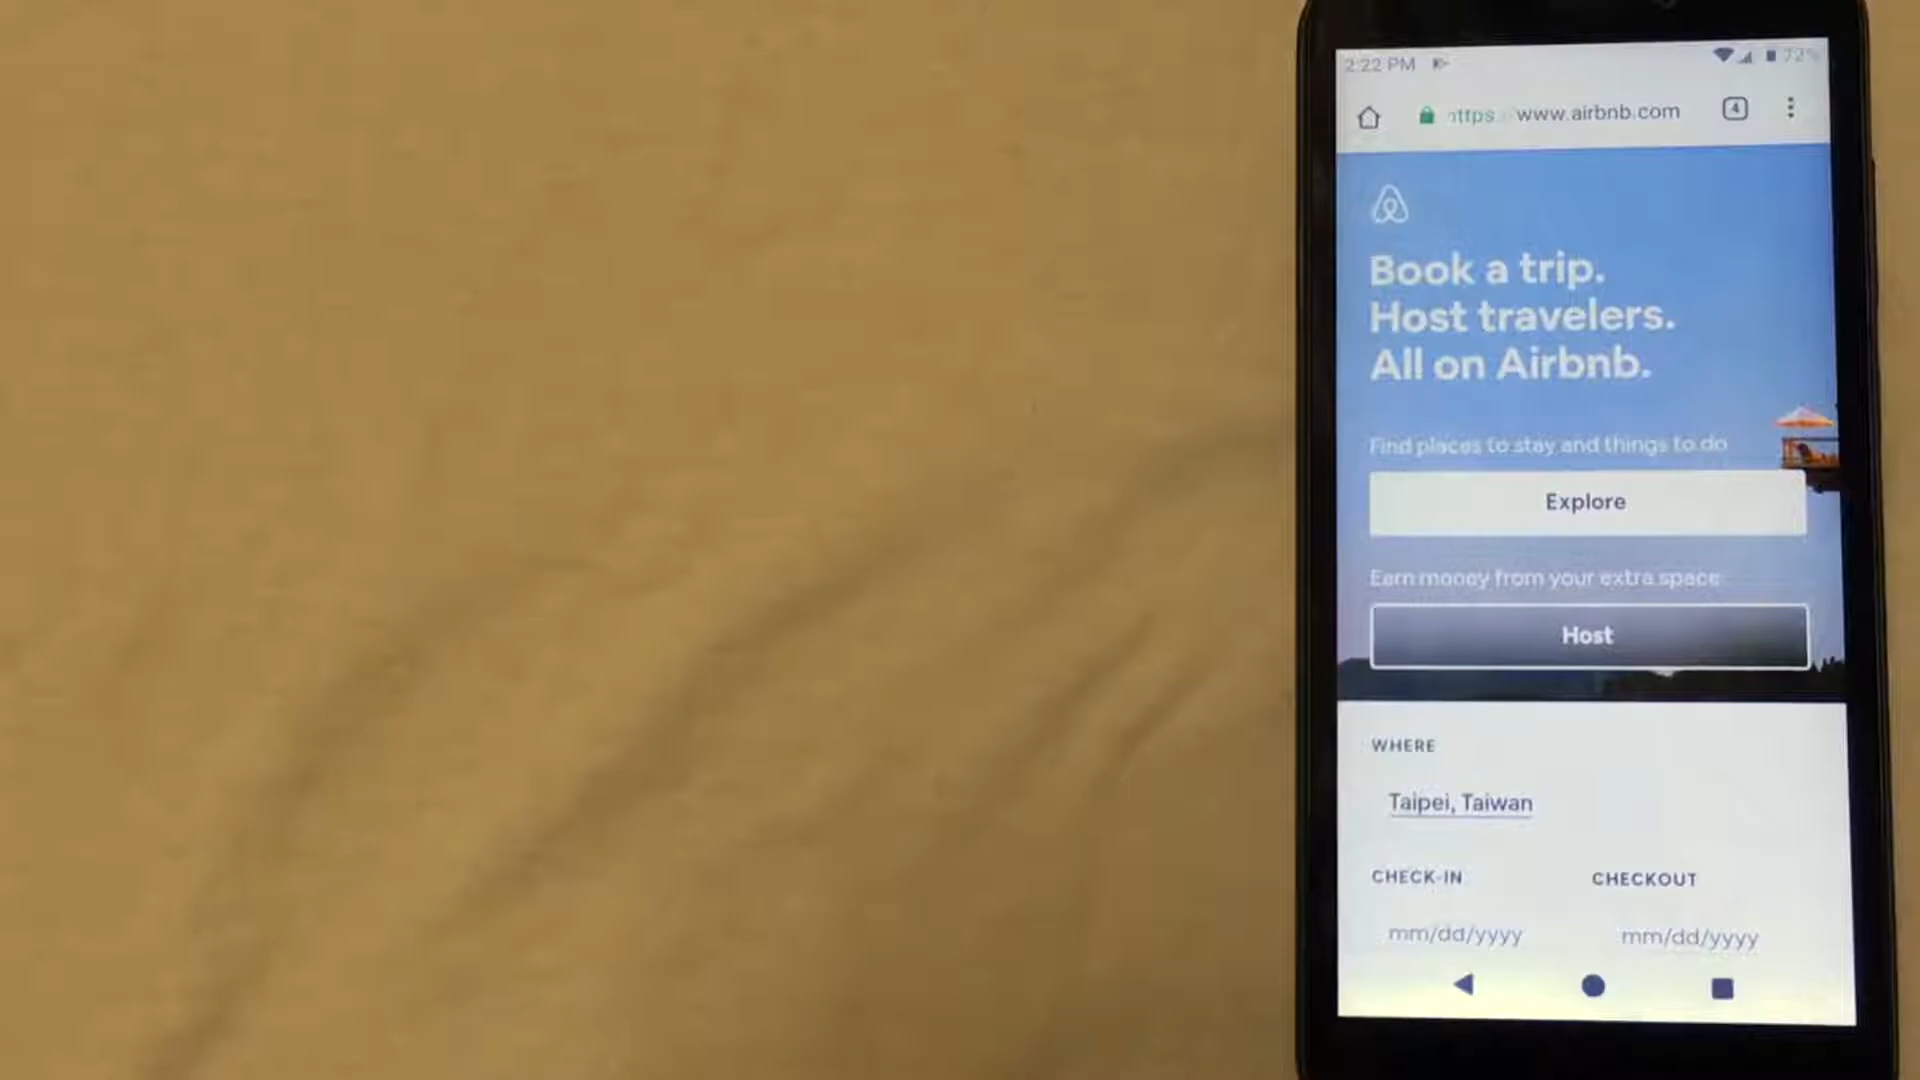 2:22 PM 72%
https://www.airbnb.com 4
Book a trip.
Host travelers.
All on Airbnb.
Find places to stay and things to do
Explore
Earn money from your extra space
Host
WHERE
Taipei, Taiwan
CHECK-IN CHECKOUT
mm/dd/yyyy mm/dd/yyyy